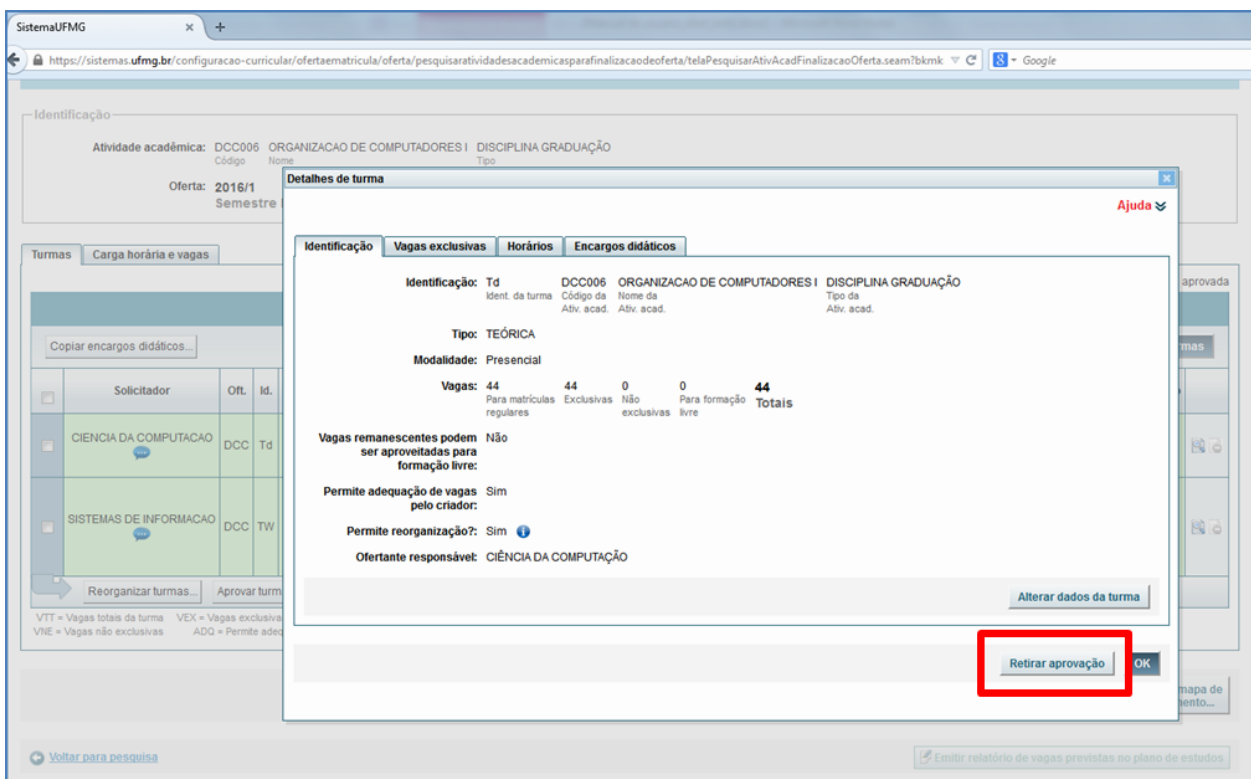 SistemaUFMG × +
https://sistemas.ufmg.br/configuracao-curricular/ofertaematricula/oferta/pesquisaratividadesacademicasparafinalizacaodeoferta/telaPesquisarAtivAcadFinalizacaoOferta.seam?bkmk
8 Google
Identificação
Atividade acadêmica: DCC006 ORGANIZACAO DE COMPUTADORES I DISCIPLINA GRADUAÇÃO
Código Nome Tipo
Oferta: 2016/1
Semestre
Detalhes de turma
Ajuda
Identificação Vagas exclusivas Horários Encargos didáticos
Identificação: Td DCC006 ORGANIZACAO DE COMPUTADORES I DISCIPLINA GRADUAÇÃO
Ident. da turma Código da Nome da Tipo da
Ativ. acad. Ativ. acad. Ativ. acad.
Tipo: TEÓRICA
Modalidade: Presencial
Vagas: 44 44 0 0 44
Para matrículas Exclusivas Não Para formação Totais
regulares exclusivas livre
Vagas remanescentes podem Não
ser aproveitadas para
formação livre:
Permite adequação de vagas Sim
pelo criador:
Permite reorganização?: Sim
Ofertante responsável: CIÊNCIA DA COMPUTAÇÃO
Alterar dados da turma
Retirar aprovação OK
Turmas Carga horária e vagas
aprovada
Copiar encargos didáticos...
mas
Solicitador Oft. Id.
CIENCIA DA COMPUTACAO DCC Td
SISTEMAS DE INFORMACAO DCC TW
Reorganizar turmas... Aprovar turm
VTT = Vagas totais da turma VEX = Vagas exclusiva
VNE = Vagas não exclusivas ADQ = Permite adeq
mapa de
mento...
Voltar para pesquisa
Emitir relatório de vagas previstas no plano de estudos